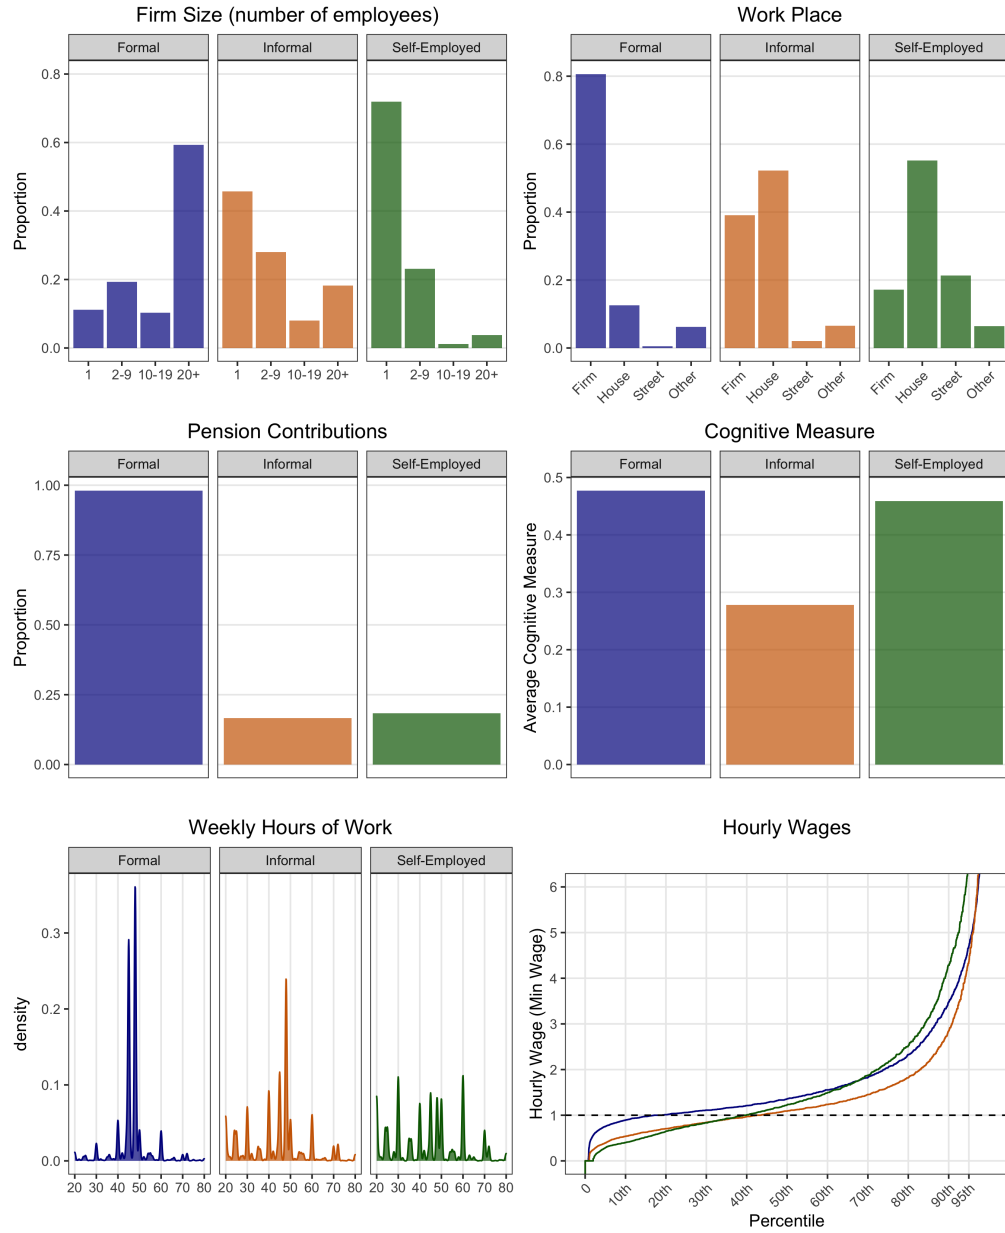 Firm Size (number of employees)
Formal Informal Self-Employed
Proportion
0.8
0.6
0.4
0.2
0.0
1 2-9 10-19 20+ 1 2-9 10-19 20+ 1 2-9 10-19 20+
Work Place
Formal Informal Self-Employed
Proportion
0.8
0.6
0.4
0.2
0.0
Firm House Street Other Firm House Street Other Firm House Street Other
Pension Contributions
Formal Informal Self-Employed
Proportion
1.00
0.75
0.50
0.25
0.00
Cognitive Measure
Formal Informal Self-Employed
Average Cognitive Measure
0.5
0.4
0.3
0.2
0.1
0.0
Weekly Hours of Work
Formal Informal Self-Employed
density
0.3
0.2
0.1
0.0
20 30 40 50 60 70 80 20 30 40 50 60 70 80 20 30 40 50 60 70 80
Hourly Wages
Hourly Wage (Min Wage)
6
5
4
3
2
1
0
0 10th 20th 30th 40th 50th 60th 70th 80th 90th 95th
Percentile